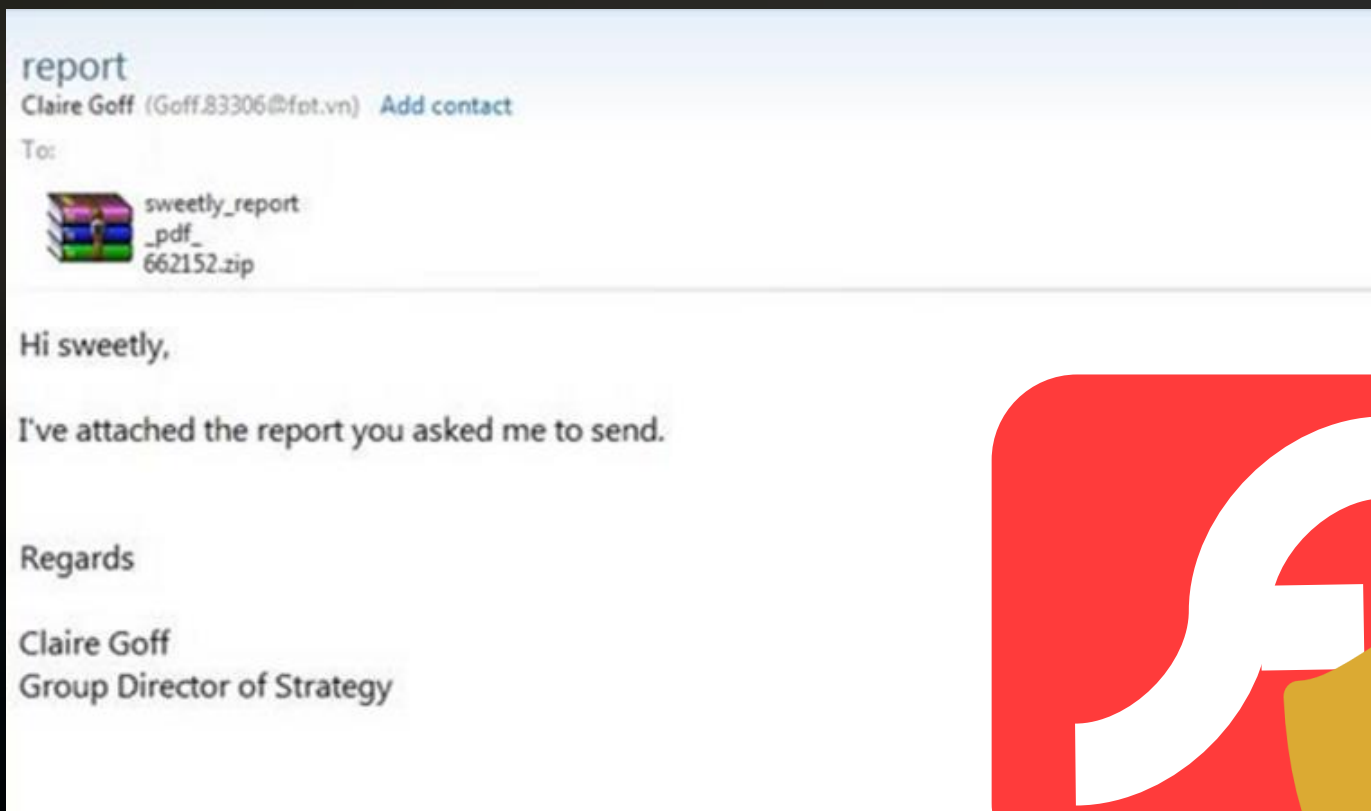 report
Claire Goff (Goff.83306@fpt.vn) Add contact
To:
sweetly_report
_pdf_
662152.zip
Hi sweetly,
I've attached the report you asked me to send.
Regards
Claire Goff
Group Director of Strategy